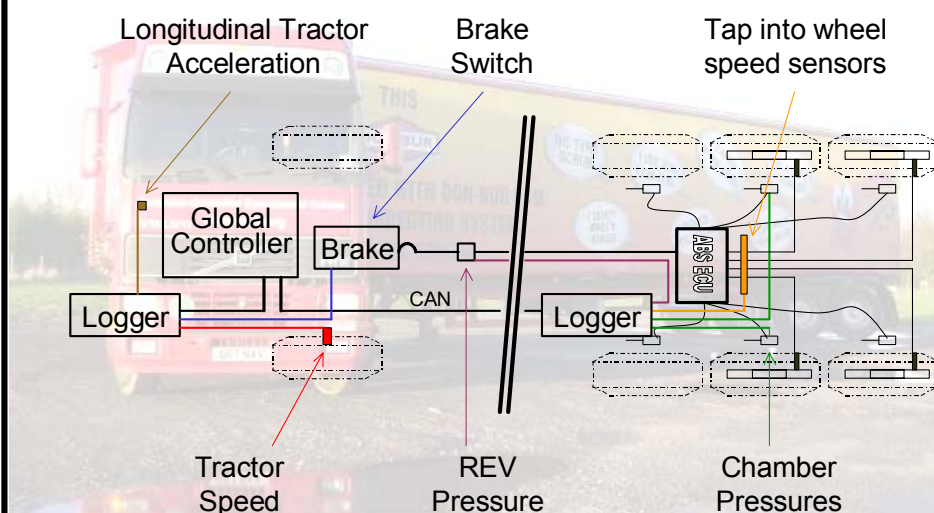 Longitudinal Tractor
Acceleration
Brake
Switch
Tap into wheel
speed sensors
THIS
Global
Controller
Brake
ABS ECU
CAN
Logger
Logger
Tractor
Speed
REV
Pressure
Chamber
Pressures